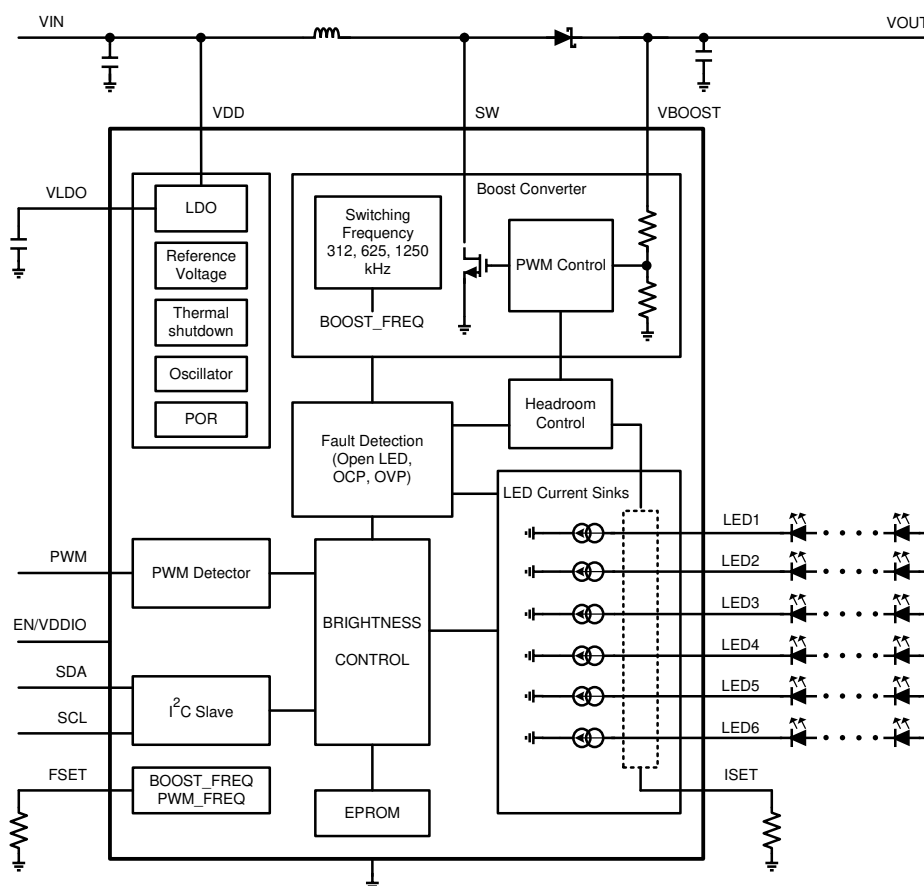 VIN
VOUT
VDD
SW
VBOOST
VLDO
LDO
Reference
Voltage
Thermal
shutdown
Oscillator
POR
Boost Converter
Switching
Frequency
312, 625, 1250
kHz
BOOST_FREQ
PWM Control
Headroom
Control
Fault Detection
(Open LED,
OCP, OVP)
LED Current Sinks
LED1
LED2
LED3
LED4
LED5
LED6
PWM
PWM Detector
EN/VDDIO
BRIGHTNESS
CONTROL
SDA
SCL
I²C Slave
FSET
BOOST_FREQ
PWM_FREQ
EPROM
ISET